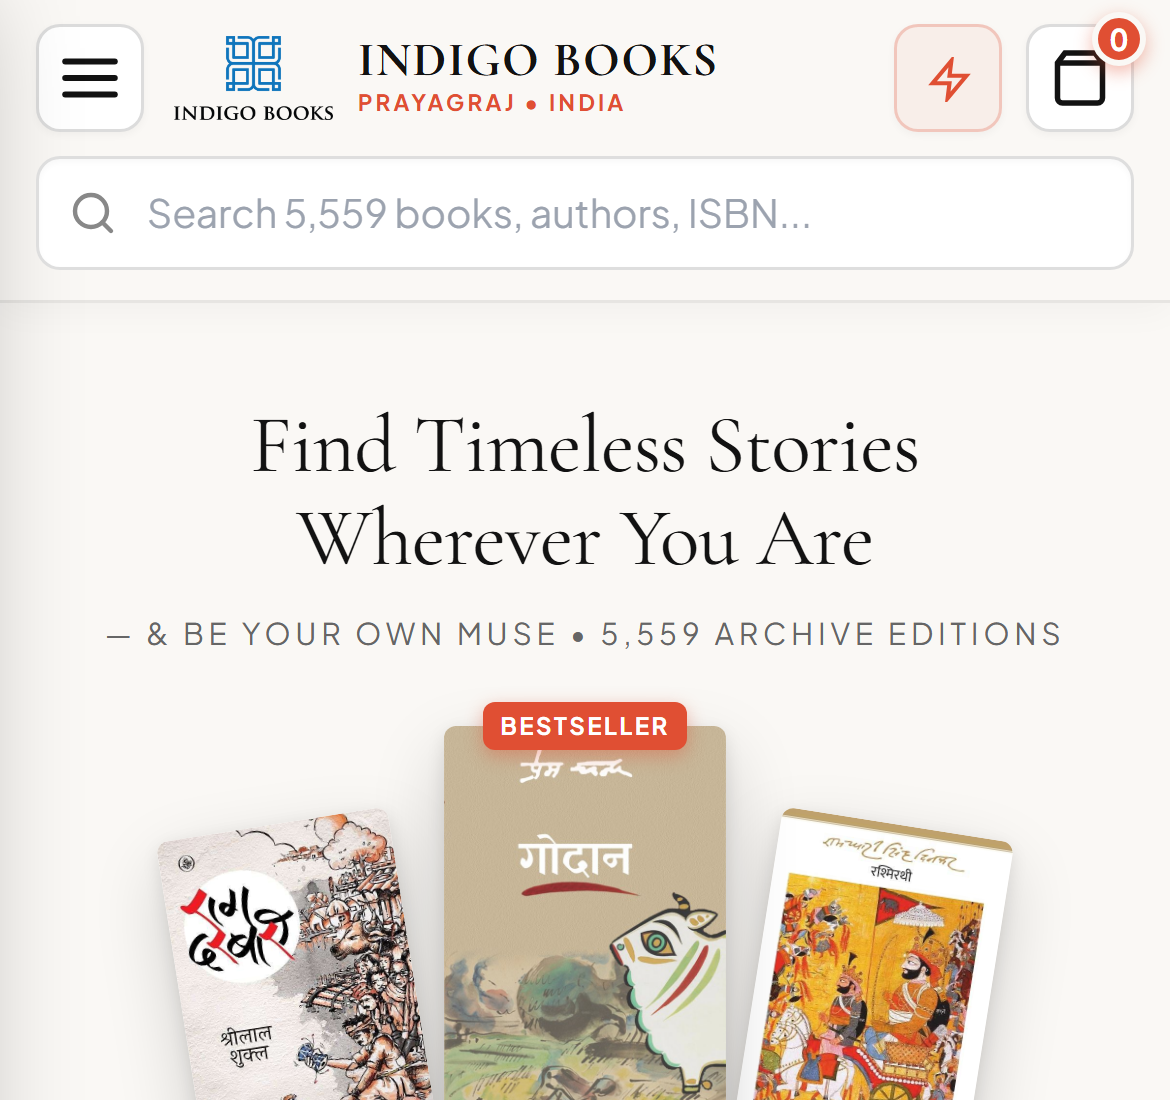 INDIGO BOOKS
INDIGO BOOKS
PRAYAGRAJ • INDIA
0
Search 5,559 books, authors, ISBN...
Find Timeless Stories
Wherever You Are
— & BE YOUR OWN MUSE • 5,559 ARCHIVE EDITIONS
BESTSELLER
प्रेम चन्द
गोदान
राग दरबारी
श्रीलाल
शुक्ल
रामधारी सिंह दिनकर
रश्मिरथी